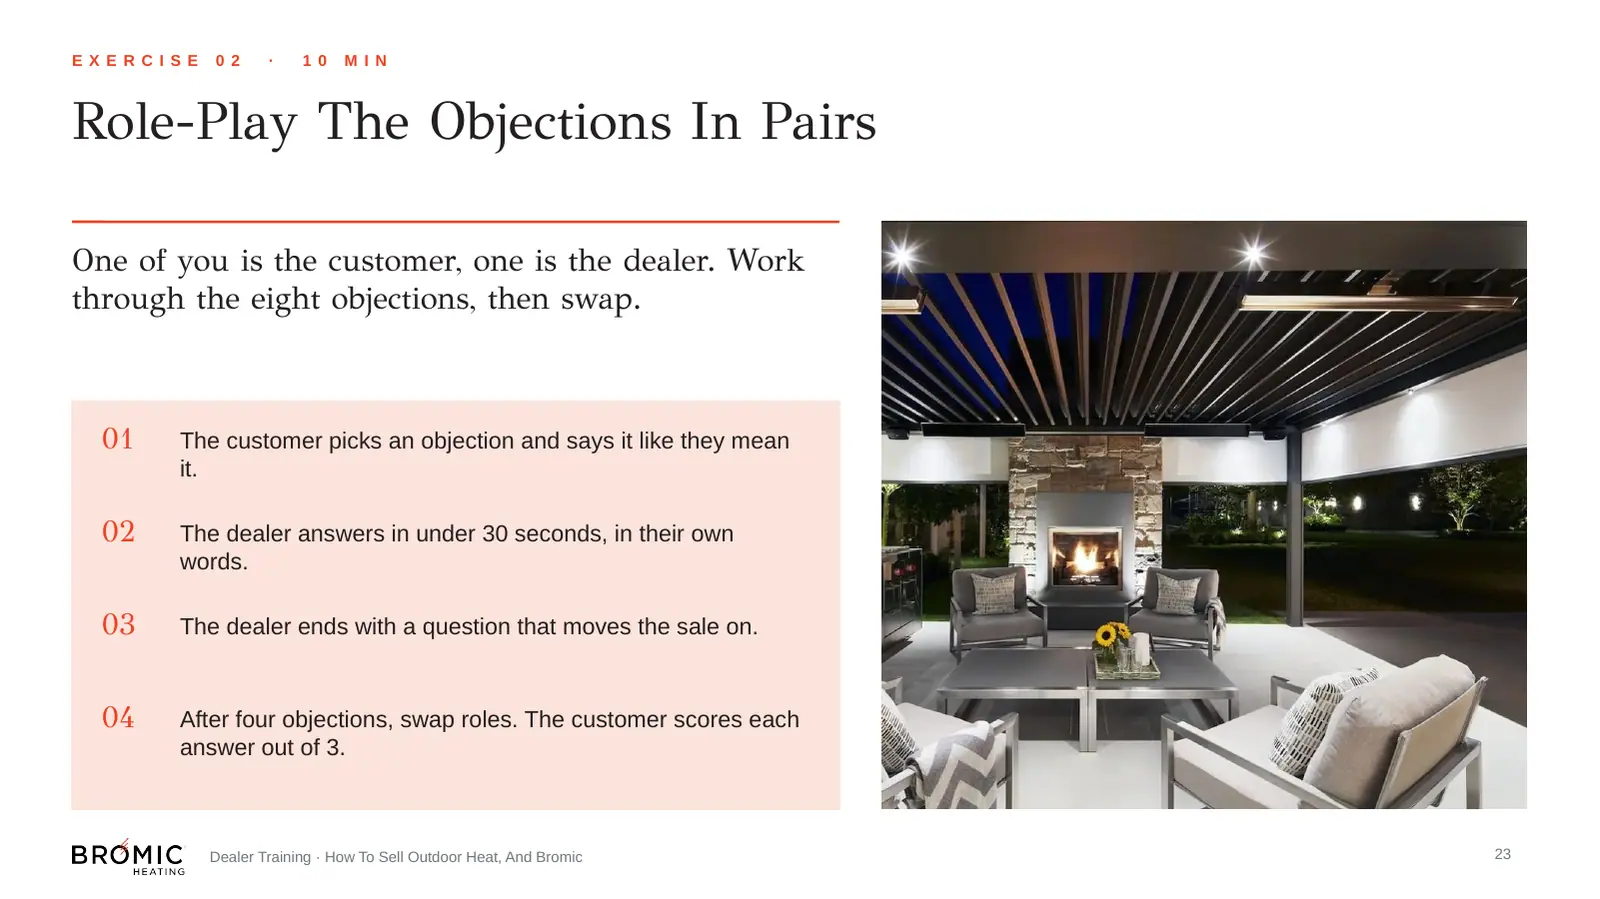 EXERCISE 02 · 10 MIN
Role-Play The Objections In Pairs
One of you is the customer, one is the dealer. Work
through the eight objections, then swap.
01 The customer picks an objection and says it like they mean
it.
02 The dealer answers in under 30 seconds, in their own
words.
03 The dealer ends with a question that moves the sale on.
04 After four objections, swap roles. The customer scores each
answer out of 3.
BROMIC
HEATING
Dealer Training · How To Sell Outdoor Heat, And Bromic
23